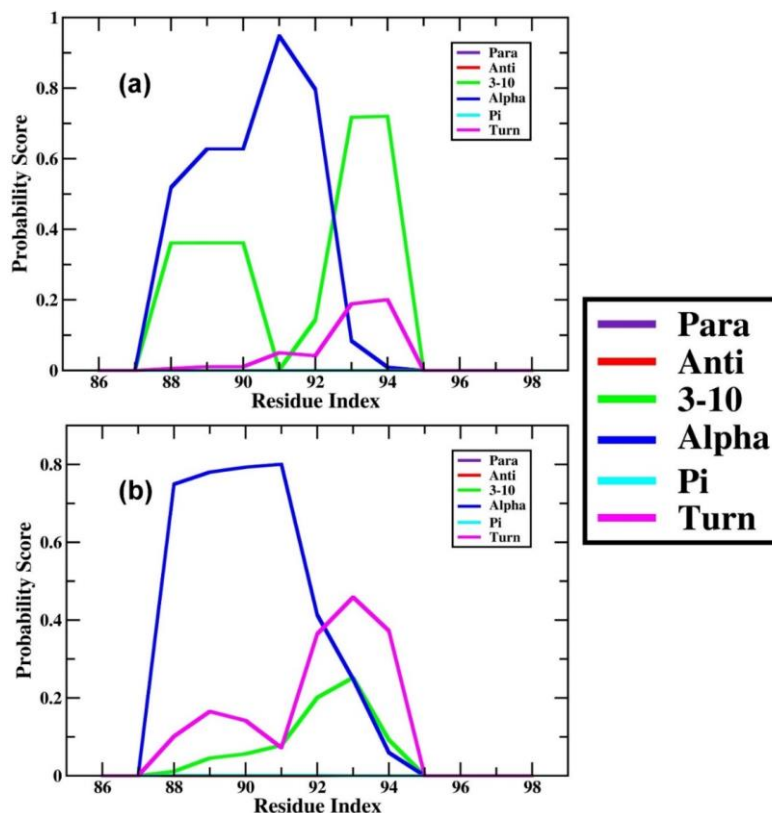 1
0.8
0.6
0.4
0.2
0
Probability Score
(a)
Para
Anti
3-10
Alpha
Pi
Turn
86 88 90 92 94 96 98
Residue Index
0.8
0.6
0.4
0.2
0
Probability Score
(b)
Para
Anti
3-10
Alpha
Pi
Turn
86 88 90 92 94 96 98
Residue Index
Para
Anti
3-10
Alpha
Pi
Turn